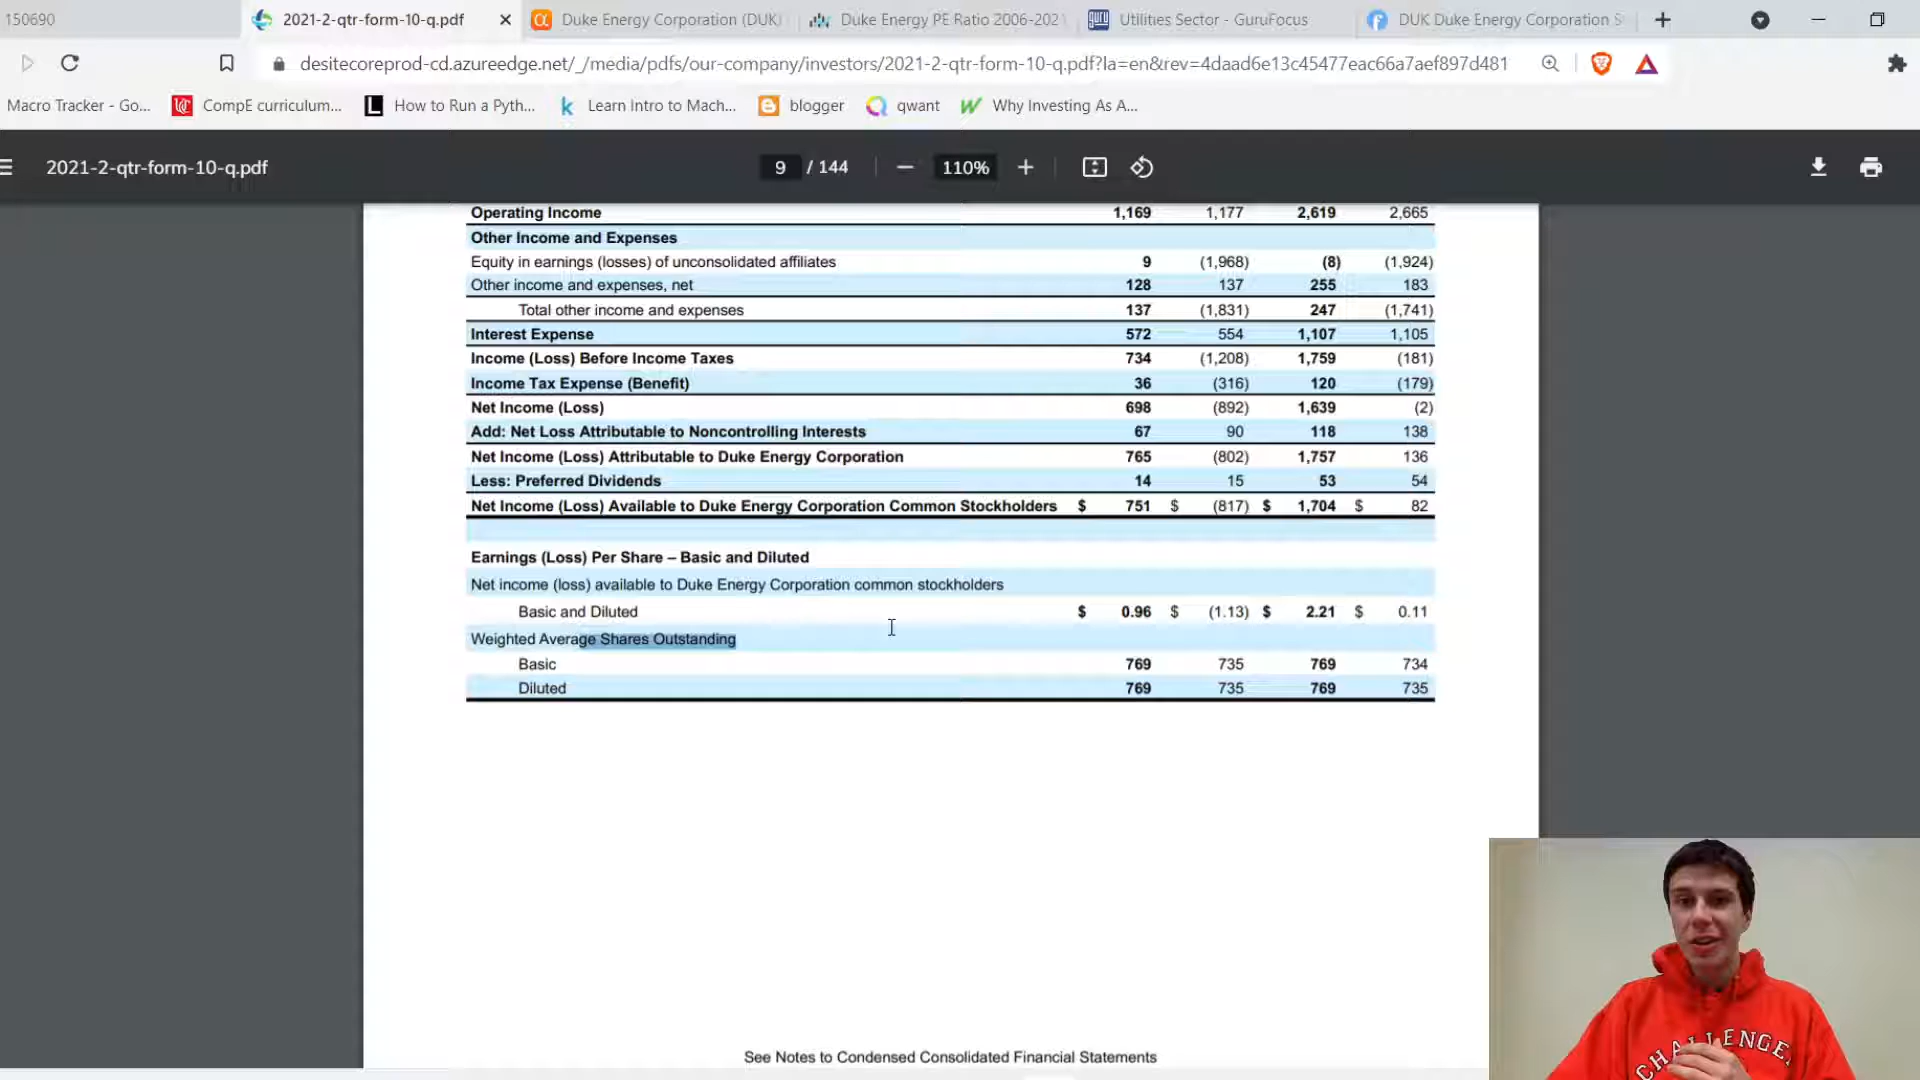 150690
2021-2-qtr-form-10-q.pdf
Duke Energy Corporation (DUK)
Duke Energy PE Ratio 2006-2021
Utilities Sector - GuruFocus
DUK Duke Energy Corporation S
desitecoreprod-cd.azureedge.net/_/media/pdfs/our-company/investors/2021-2-qtr-form-10-q.pdf?la=en&rev=4daad6e13c45477eac66a7aef897d481
Macro Tracker - Go... CompE curriculum... How to Run a Pyth... Learn Intro to Mach... blogger qwant Why Investing As A...
2021-2-qtr-form-10-q.pdf 9 / 144 110%
Operating Income 1,169 1,177 2,619 2,665
Other Income and Expenses
Equity in earnings (losses) of unconsolidated affiliates 9 (1,968) (8) (1,924)
Other income and expenses, net 128 137 255 183
Total other income and expenses 137 (1,831) 247 (1,741)
Interest Expense 572 554 1,107 1,105
Income (Loss) Before Income Taxes 734 (1,208) 1,759 (181)
Income Tax Expense (Benefit) 36 (316) 120 (179)
Net Income (Loss) 698 (892) 1,639 (2)
Add: Net Loss Attributable to Noncontrolling Interests 67 90 118 138
Net Income (Loss) Attributable to Duke Energy Corporation 765 (802) 1,757 136
Less: Preferred Dividends 14 15 53 54
Net Income (Loss) Available to Duke Energy Corporation Common Stockholders $ 751 $ (817) $ 1,704 $ 82
Earnings (Loss) Per Share – Basic and Diluted
Net income (loss) available to Duke Energy Corporation common stockholders
Basic and Diluted $ 0.96 $ (1.13) $ 2.21 $ 0.11
Weighted Average Shares Outstanding
Basic 769 735 769 734
Diluted 769 735 769 735
See Notes to Condensed Consolidated Financial Statements